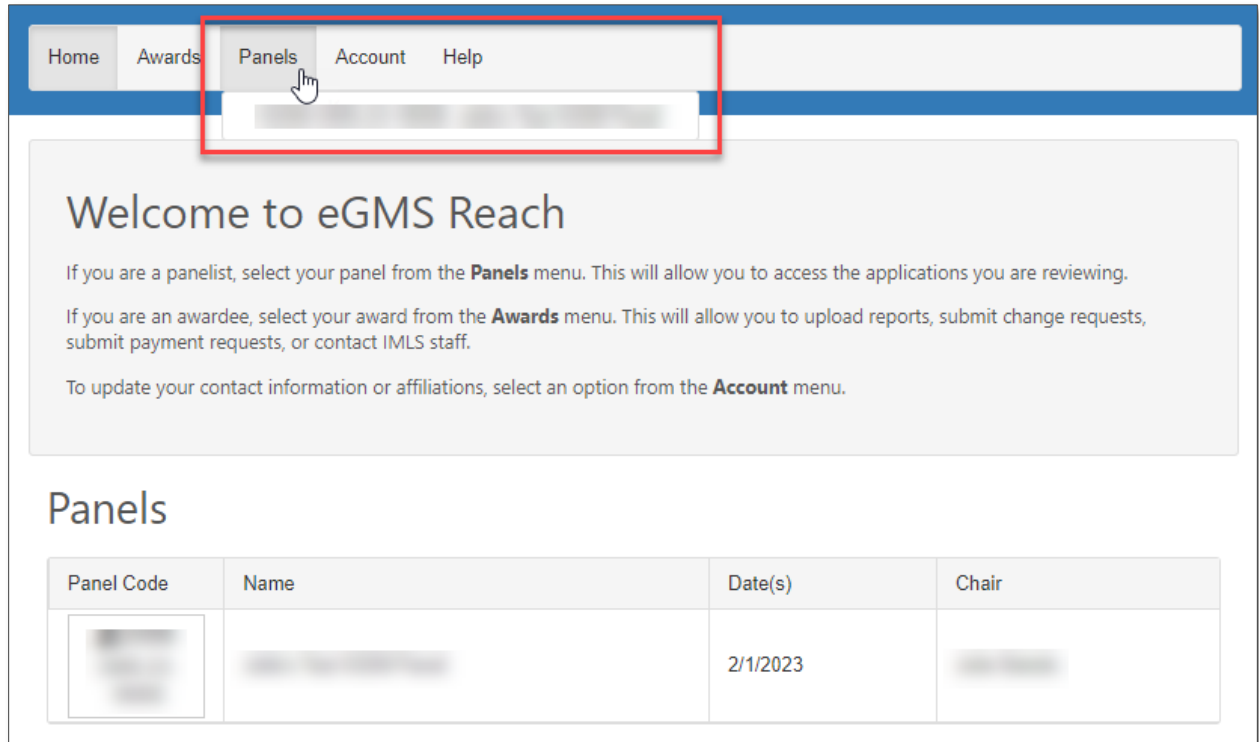 Home Awards Panels Account Help
Welcome to eGMS Reach
If you are a panelist, select your panel from the Panels menu. This will allow you to access the applications you are reviewing.
If you are an awardee, select your award from the Awards menu. This will allow you to upload reports, submit change requests,
submit payment requests, or contact IMLS staff.
To update your contact information or affiliations, select an option from the Account menu.
Panels
Panel Code Name Date(s) Chair
2/1/2023